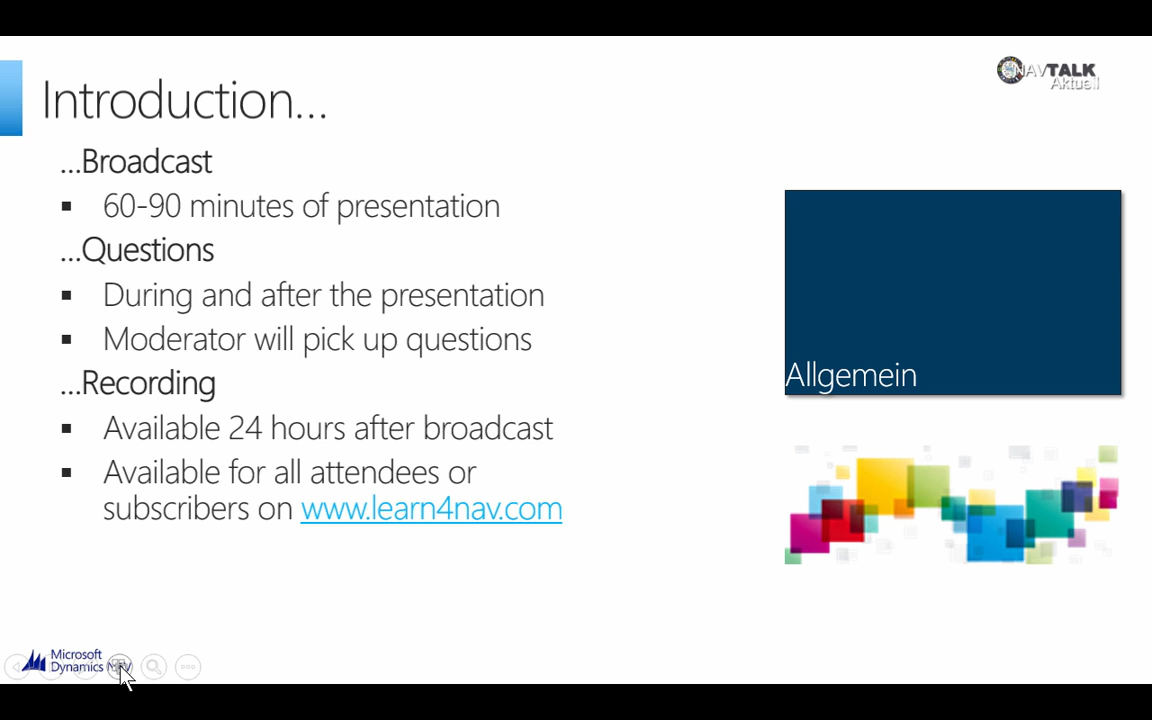 NAVTALK
Aktuell
Introduction...
...Broadcast
▪ 60-90 minutes of presentation
...Questions
▪ During and after the presentation
▪ Moderator will pick up questions
...Recording
▪ Available 24 hours after broadcast
▪ Available for all attendees or
subscribers on www.learn4nav.com
Allgemein
Microsoft
Dynamics NAV